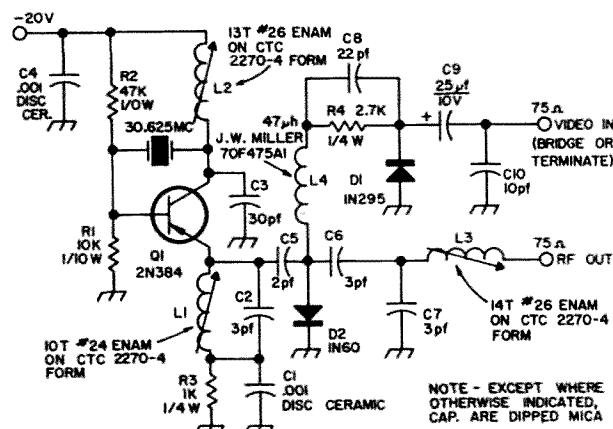 -20V
C4
.001
DISC
CER.
R2
47K
1/10W
30.625MC
13T #26 ENAM
ON CTC
2270-4 FORM
L2
C8
22pf
47μh
J.W. MILLER
70F475A1
R4 2.7K
1/4 W
L4
C9
25μf
10V
+
75Ω
VIDEO IN
(BRIDGE OR
TERMINATE)
D1
IN295
C10
10pf
R1
10K
1/10 W
Q1
2N384
C3
30pf
C5
2pf
C6
3pf
L3
75Ω
RF OUT
L1
C2
3pf
10T #24 ENAM
ON CTC 2270-4
FORM
D2
IN60
C7
3pf
14T #26 ENAM
ON CTC 2270-4
FORM
R3
1K
1/4 W
C1
.001
DISC CERAMIC
NOTE - EXCEPT WHERE
OTHERWISE INDICATED,
CAP. ARE DIPPED MICA